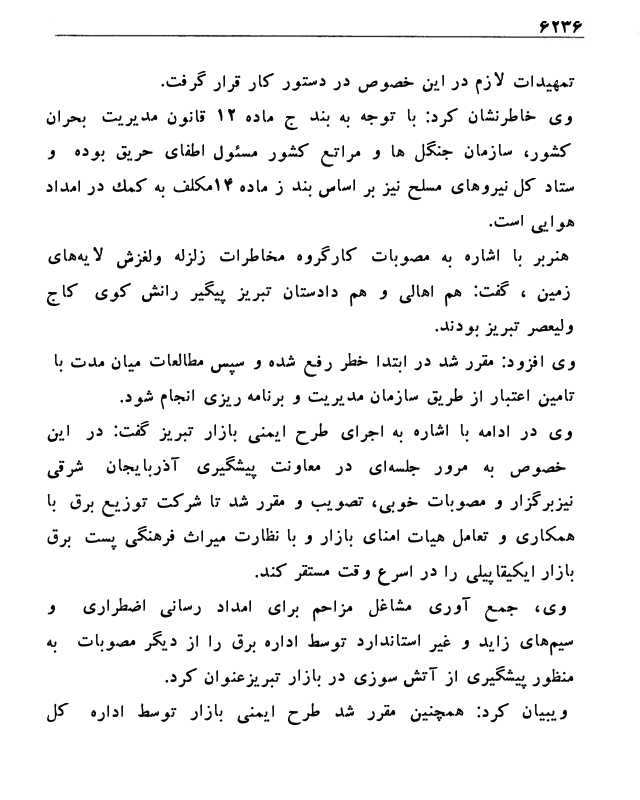 ۶۲۳۶
تمهیدات لازم در این خصوص در دستور کار قرار گرفت.
وی خاطرنشان کرد: با توجه به بند ج ماده ۱۲ قانون مدیریت بحران
کشور، سازمان جنگل ها و مراتع کشور مسئول اطفای حریق بوده و
ستاد کل نیروهای مسلح نیز بر اساس بند ز ماده ۱۴مکلف به کمك در امداد
هوایی است.
هنربر با اشاره به مصوبات کارگروه مخاطرات زلزله ولغزش لایه‌های
زمین ، گفت: هم اهالی و هم دادستان تبریز پیگیر رانش کوی کاج
ولیعصر تبریز بودند.
وی افزود: مقرر شد در ابتدا خطر رفع شده و سپس مطالعات میان مدت با
تامین اعتبار از طریق سازمان مدیریت و برنامه ریزی انجام شود.
وی در ادامه با اشاره به اجرای طرح ایمنی بازار تبریز گفت: در این
خصوص به مرور جلسه‌ای در معاونت پیشگیری آذربایجان شرقی
نیزبرگزار و مصوبات خوبی، تصویب و مقرر شد تا شرکت توزیع برق با
همکاری و تعامل هیات امنای بازار و با نظارت میراث فرهنگی پست برق
بازار ایکیقاپیلی را در اسرع وقت مستقر کند.
وی، جمع آوری مشاغل مزاحم برای امداد رسانی اضطراری و
سیم‌های زاید و غیر استاندارد توسط اداره برق را از دیگر مصوبات به
منظور پیشگیری از آتش سوزی در بازار تبریزعنوان کرد.
ویبیان کرد: همچنین مقرر شد طرح ایمنی بازار توسط اداره کل